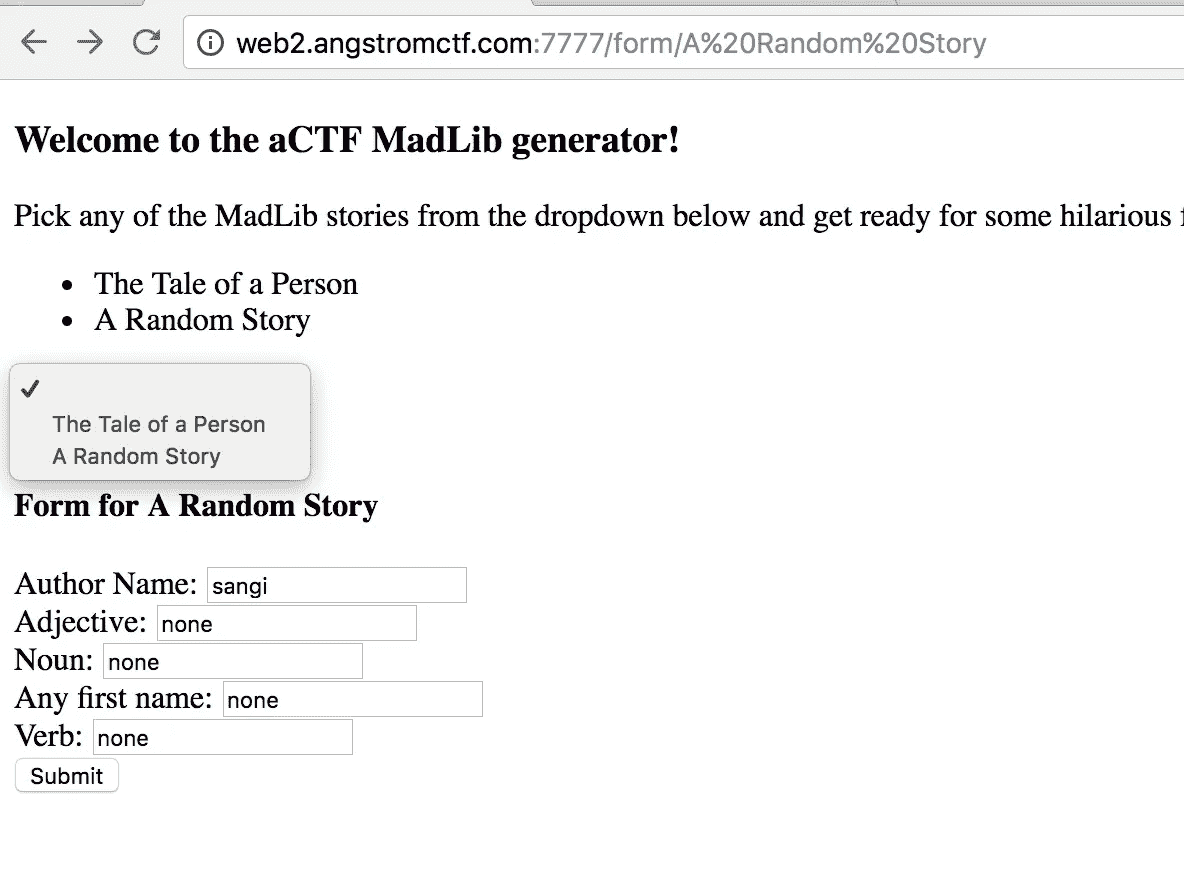 web2.angstromctf.com:7777/form/A%20Random%20Story
Welcome to the aCTF MadLib generator!
Pick any of the MadLib stories from the dropdown below and get ready for some hilarious
The Tale of a Person
A Random Story
The Tale of a Person
A Random Story
Form for A Random Story
Author Name: sangi
Adjective: none
Noun: none
Any first name: none
Verb: none
Submit